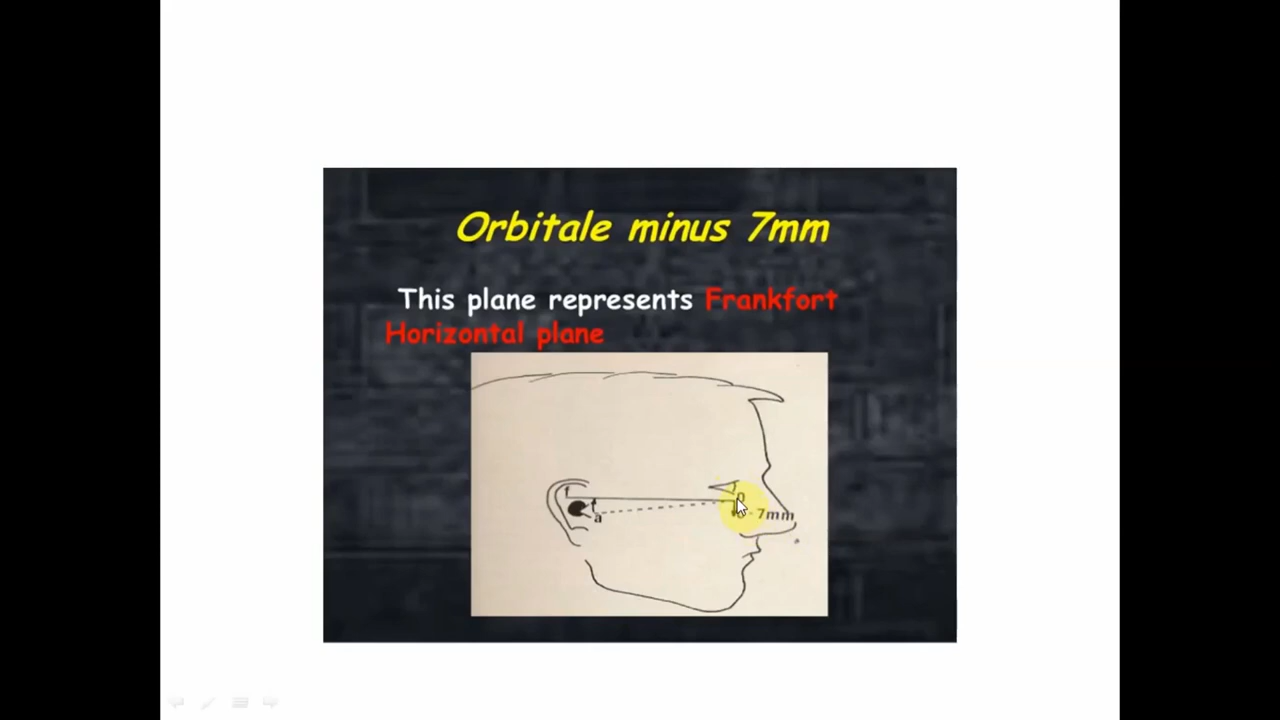 Orbitale minus 7mm
This plane represents Frankfort
Horizontal plane
a
7mm